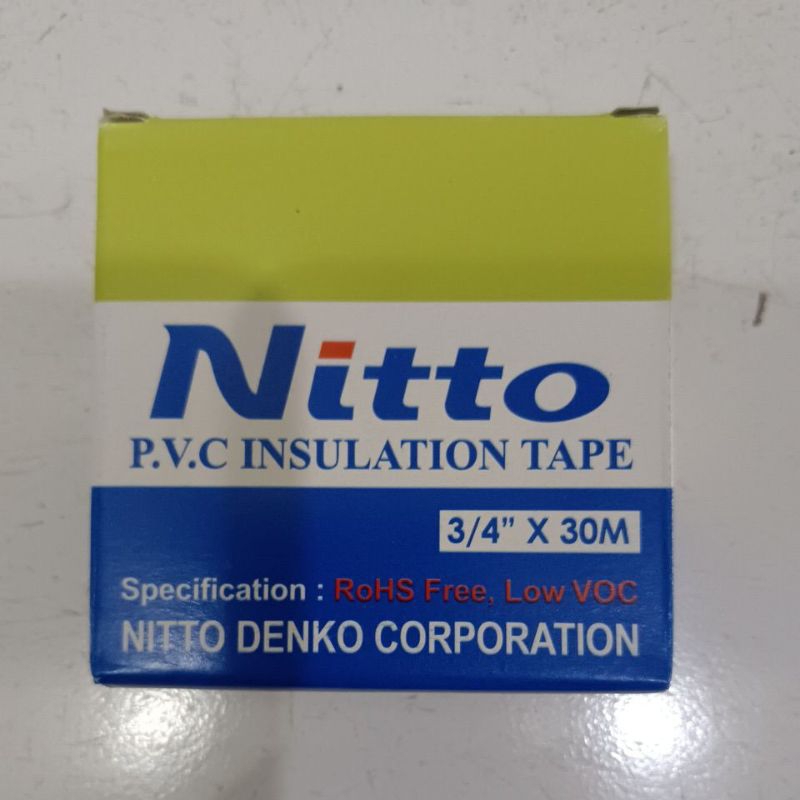 Nitto
P.V.C INSULATION TAPE
3/4" X 30M
Specification : RoHS Free, Low VOC
NITTO DENKO CORPORATION